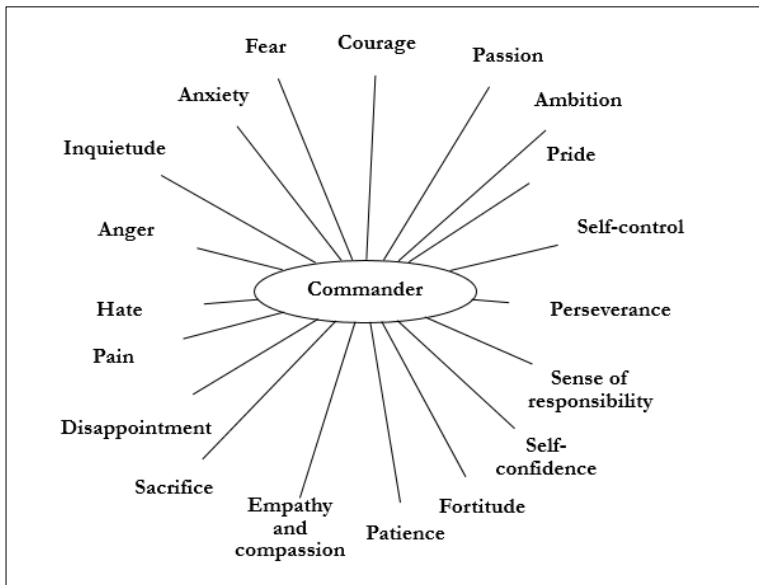 Fear
Courage
Passion
Anxiety
Ambition
Inquietude
Pride
Anger
Self-control
Commander
Hate
Perseverance
Pain
Sense of
responsibility
Disappointment
Self-
confidence
Sacrifice
Empathy
and
compassion
Fortitude
Patience